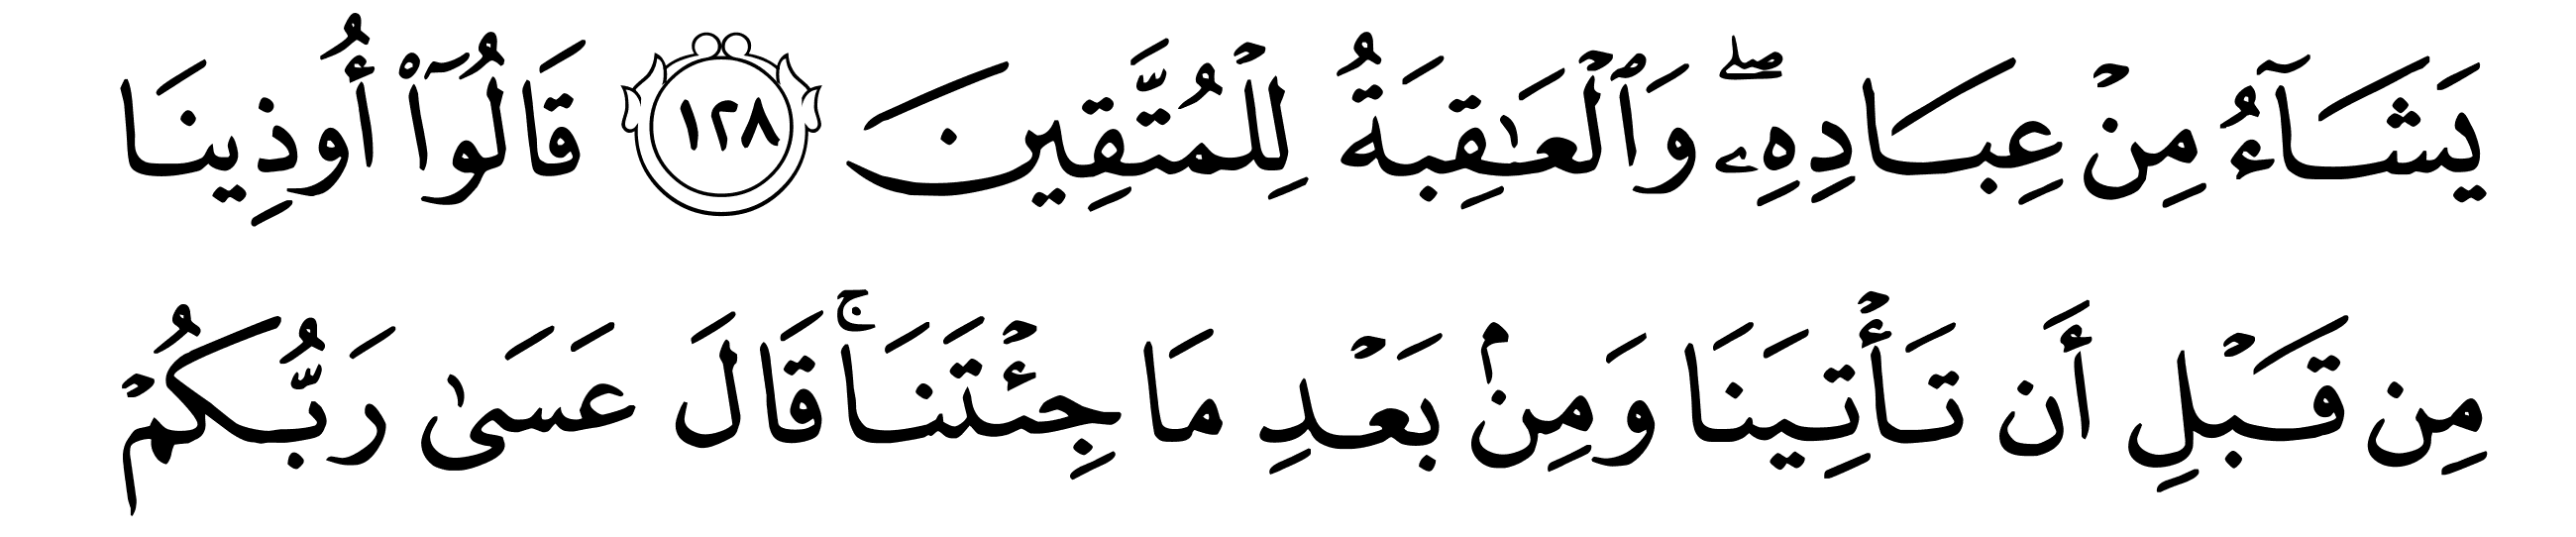 يَشَآءُ مِنْ عِبَادِهِۦۖ وَٱلْعَٰقِبَةُ لِلْمُتَّقِينَ ١٢٨ قَالُوٓا۟ أُوذِينَا
مِن قَبْلِ أَن تَأْتِيَنَا وَمِنۢ بَعْدِ مَا جِئْتَنَاۚ قَالَ عَسَىٰ رَبُّكُمْ